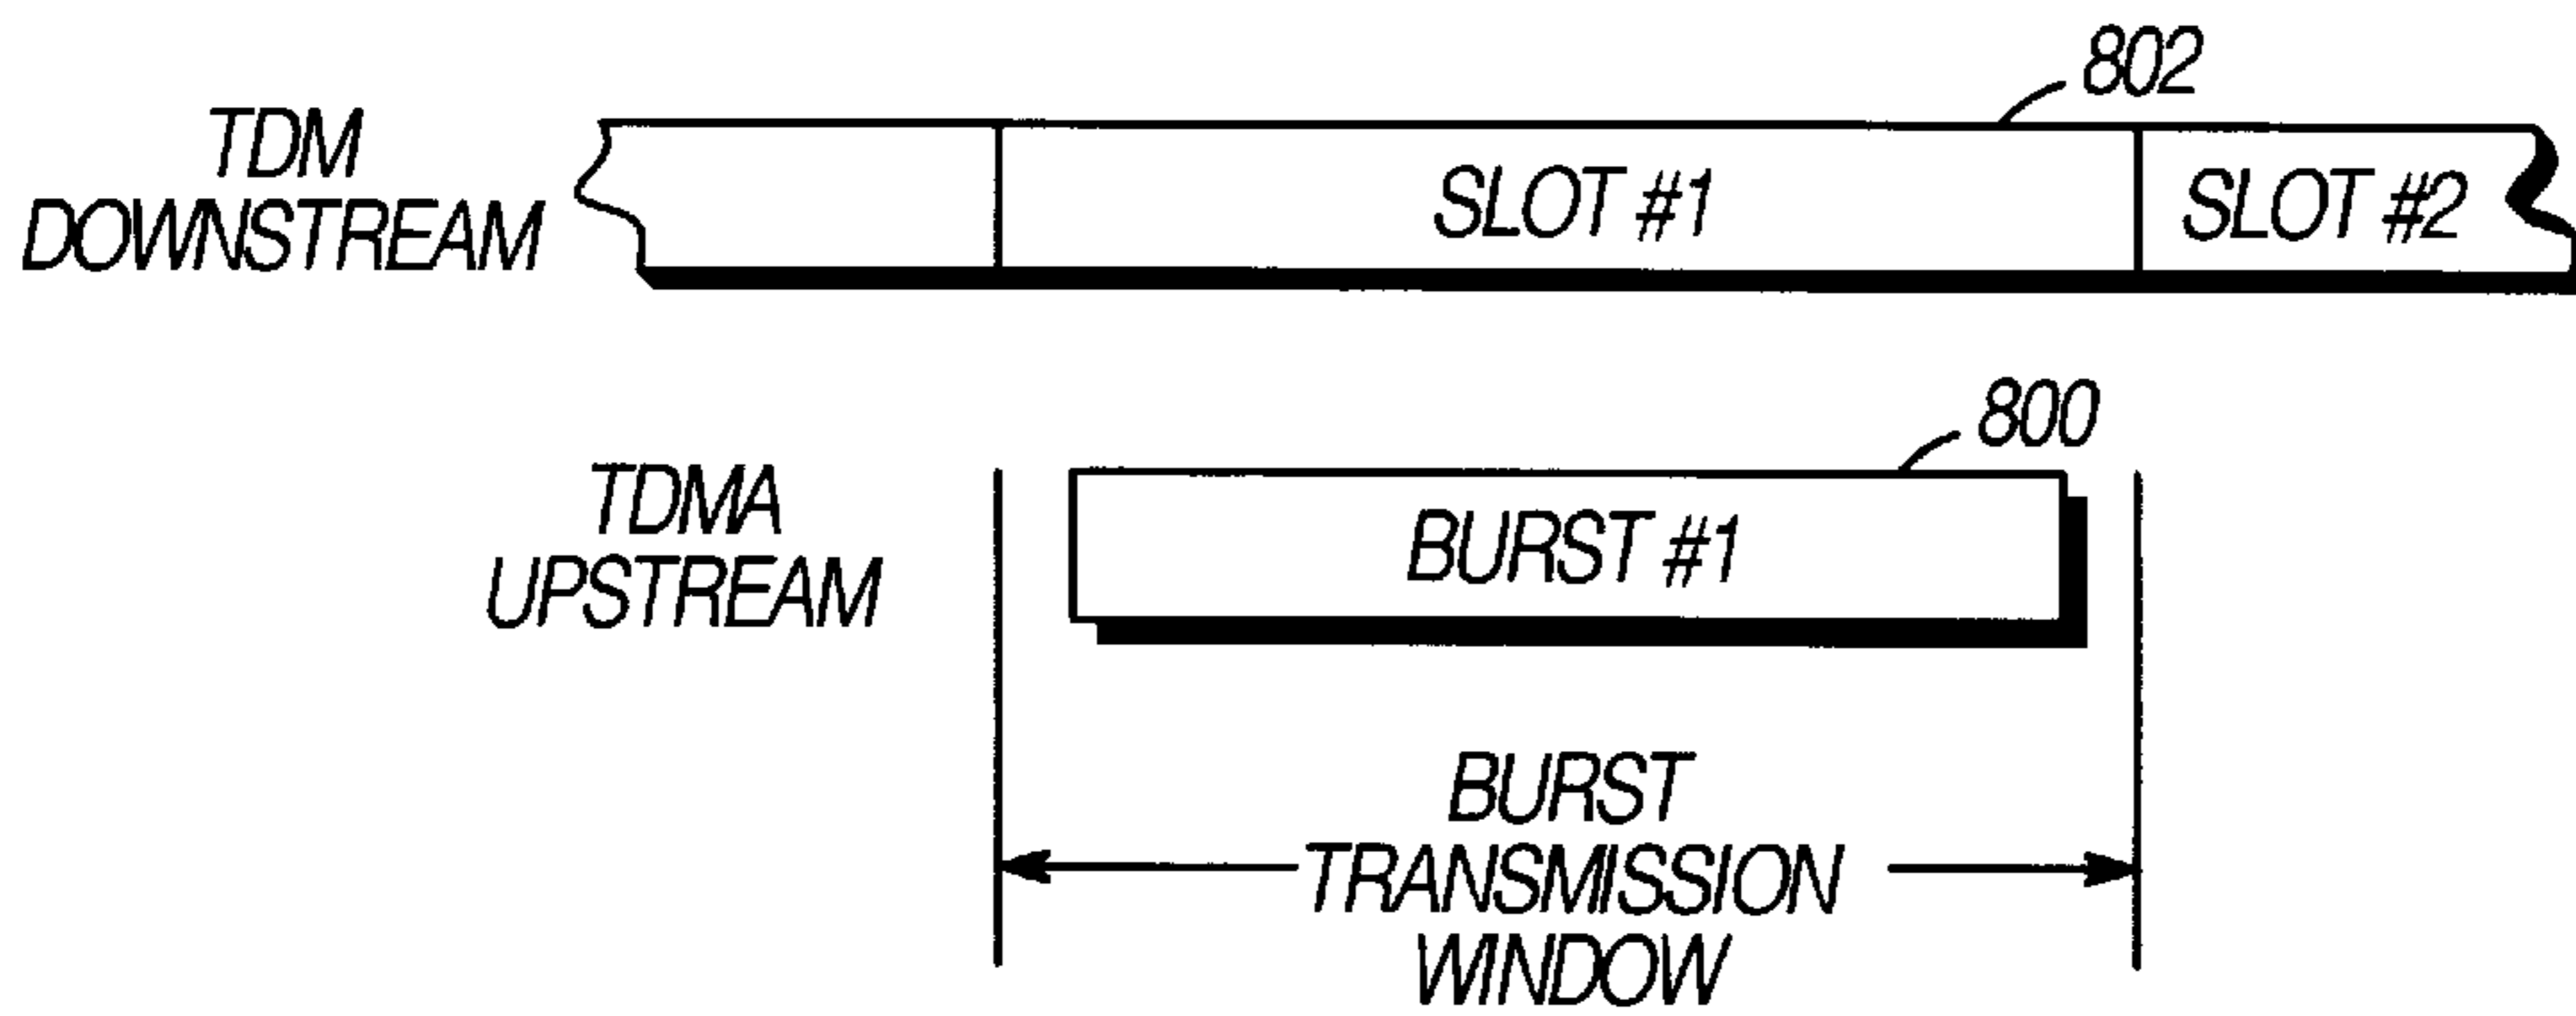 802
TDM
DOWNSTREAM
SLOT #1
SLOT #2
800
TDMA
UPSTREAM
BURST #1
BURST
TRANSMISSION
WINDOW